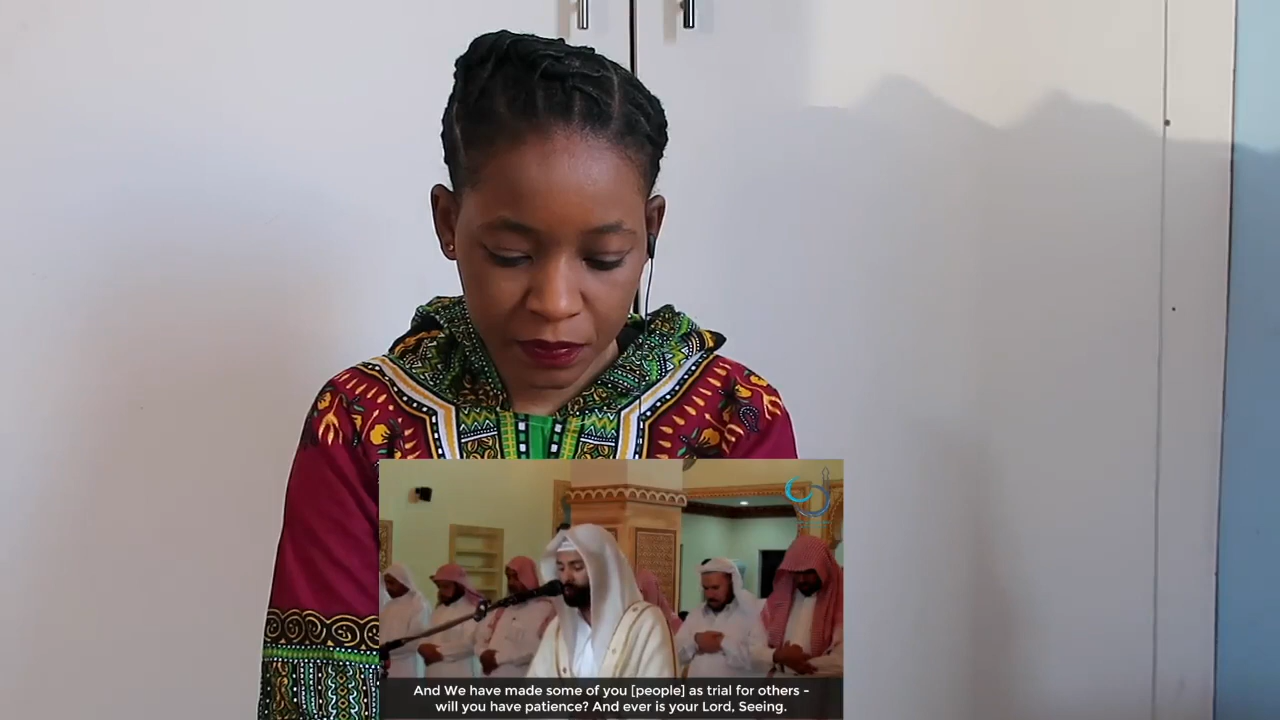 And We have made some of you [people] as trial for others -
will you have patience? And ever is your Lord, Seeing.